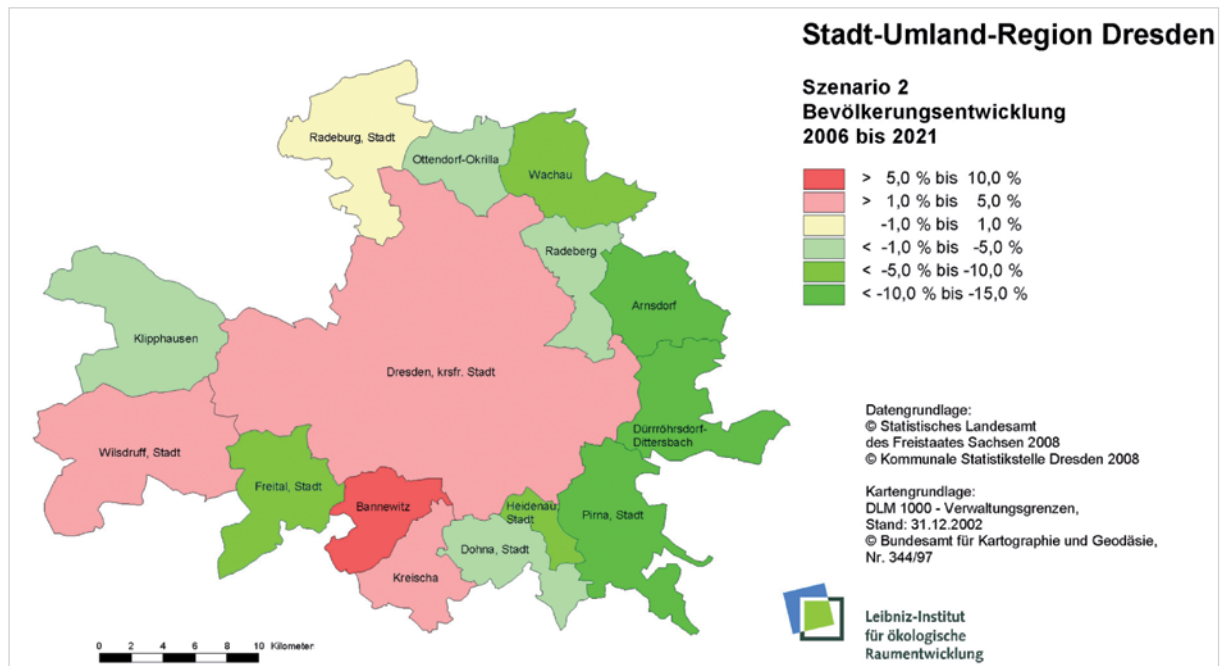 Stadt-Umland-Region Dresden
Szenario 2
Bevölkerungsentwicklung
2006 bis 2021
> 5,0 % bis 10,0 %
> 1,0 % bis 5,0 %
-1,0 % bis 1,0 %
< -1,0 % bis -5,0 %
< -5,0 % bis -10,0 %
< -10,0 % bis -15,0 %
Radeburg, Stadt
Ottendorf-Okrilla
Wachau
Radeberg
Arnsdorf
Klipphausen
Dresden, krsfr. Stadt
Wilsdruff, Stadt
Dürrröhrsdorf-
Dittersbach
Freital, Stadt
Bannewitz
Heidenau,
Stadt
Pirna, Stadt
Dohna, Stadt
Kreischa
Datengrundlage:
© Statistisches Landesamt
des Freistaates Sachsen 2008
© Kommunale Statistikstelle Dresden 2008
Kartengrundlage:
DLM 1000 - Verwaltungsgrenzen,
Stand: 31.12.2002
© Bundesamt für Kartographie und Geodäsie,
Nr. 344/97
0 2 4 6 8 10 Kilometer
Leibniz-Institut
für ökologische
Raumentwicklung